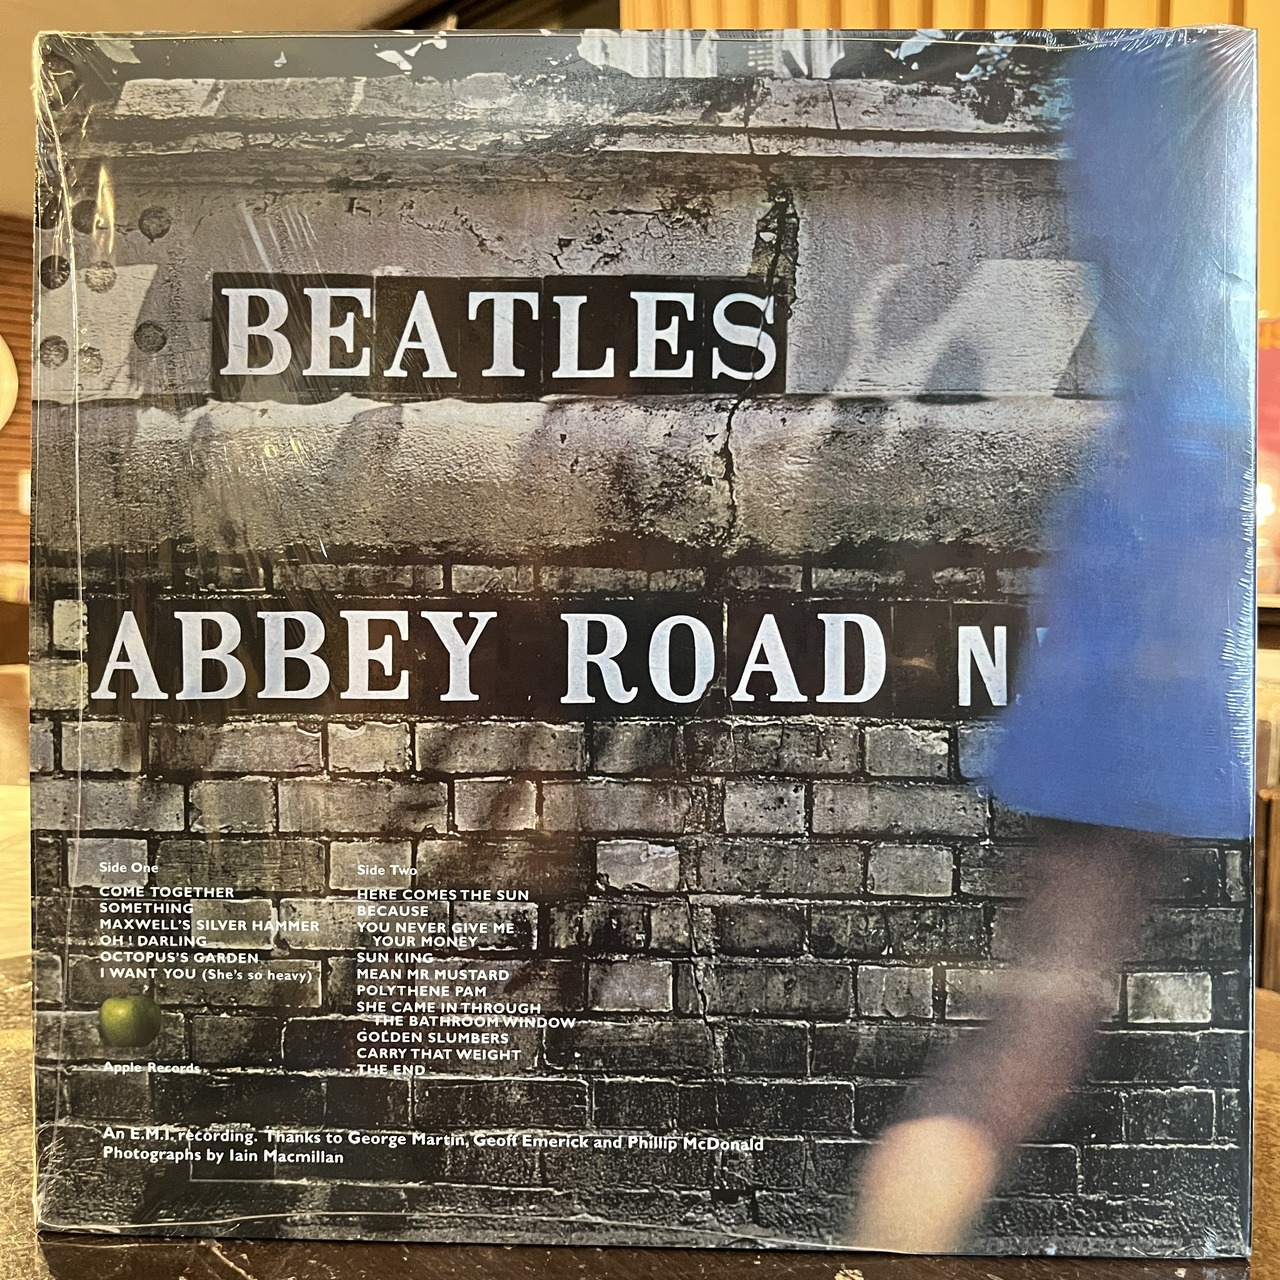 BEATLES
ABBEY ROAD N
Side One
COME TOGETHER
SOMETHING
MAXWELL'S SILVER HAMMER
OH ! DARLING
OCTOPUS'S GARDEN
I WANT YOU (She's so heavy)
Apple Records
Side Two
HERE COMES THE SUN
BECAUSE
YOU NEVER GIVE ME
YOUR MONEY
SUN KING
MEAN MR MUSTARD
POLYTHENE PAM
SHE CAME IN THROUGH
THE BATHROOM WINDOW
GOLDEN SLUMBERS
CARRY THAT WEIGHT
THE END
An E.M.I. recording. Thanks to George Martin, Geoff Emerick and Phillip McDonald
Photographs by Iain Macmillan